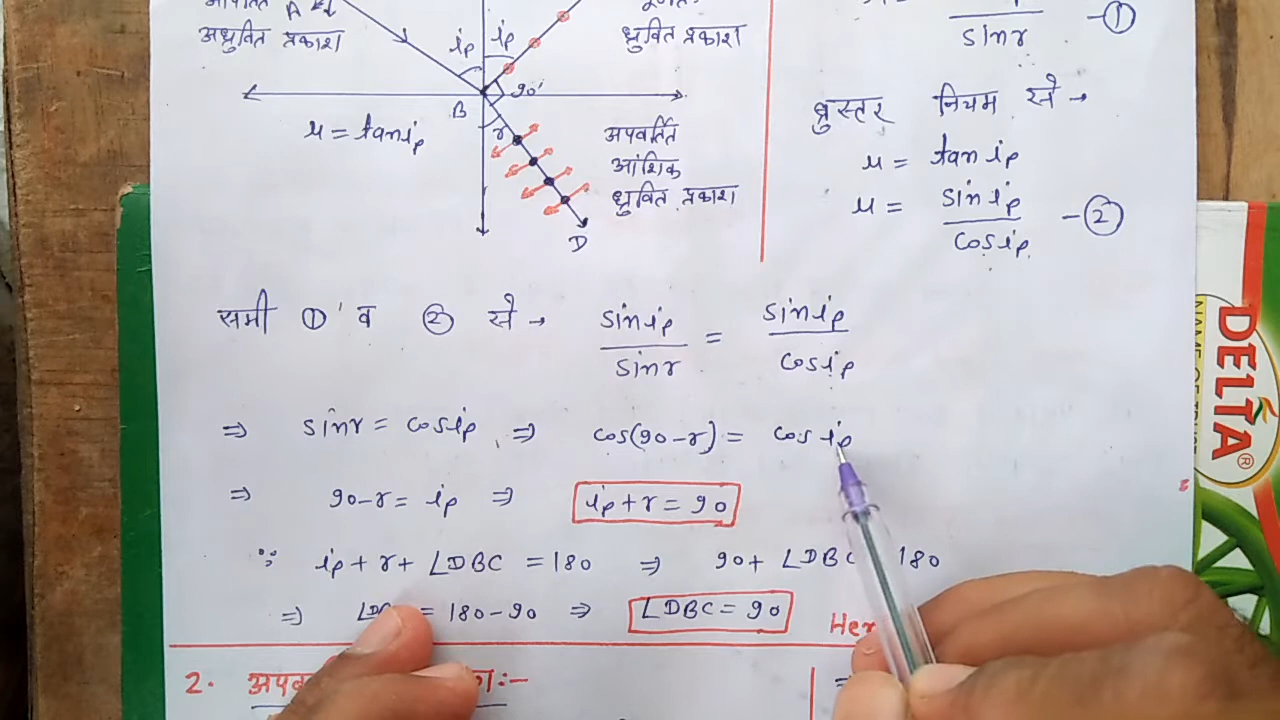 A
अध्रुवित प्रकाश
ip ip
ध्रुवित प्रकाश
90°
B
r
μ = tan ip
अपवर्तित
आंशिक
ध्रुवित प्रकाश
D
sin r - ①
ब्रुस्टर नियम से →
μ = tan ip
μ = sin ip / cos ip - ②
समी ① व ② से → sin ip / sin r = sin ip / cos ip
⇒ sin r = cos ip, ⇒ cos(90-r) = cos ip
⇒ 90-r = ip ⇒ ip + r = 90
∵ ip + r + ∠DBC = 180 ⇒ 90 + ∠DBC 180
⇒ = 180-90 ⇒ ∠DBC = 90
2.
DELTA®